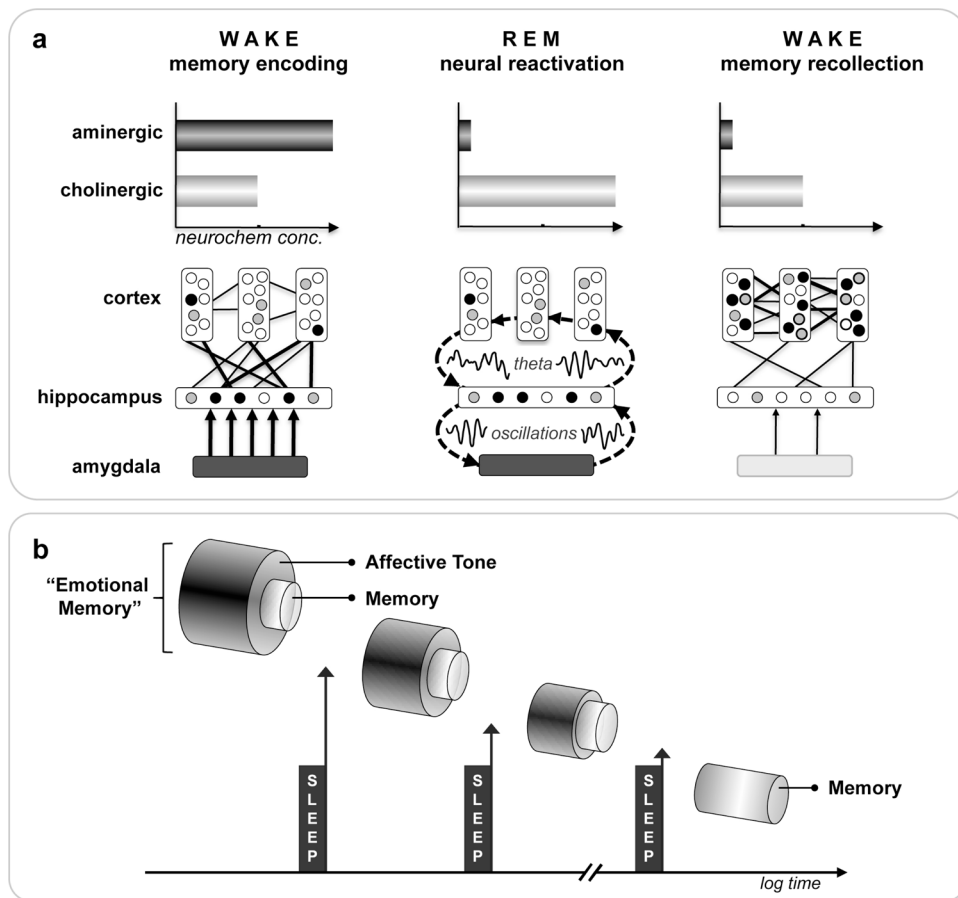 a
WAKE
memory encoding
REM
neural reactivation
WAKE
memory recollection
aminergic
cholinergic
neurochem conc.
cortex
theta
hippocampus
oscillations
amygdala
b
“Emotional
Memory”
Affective Tone
Memory
SLEEP
SLEEP
SLEEP
Memory
log time